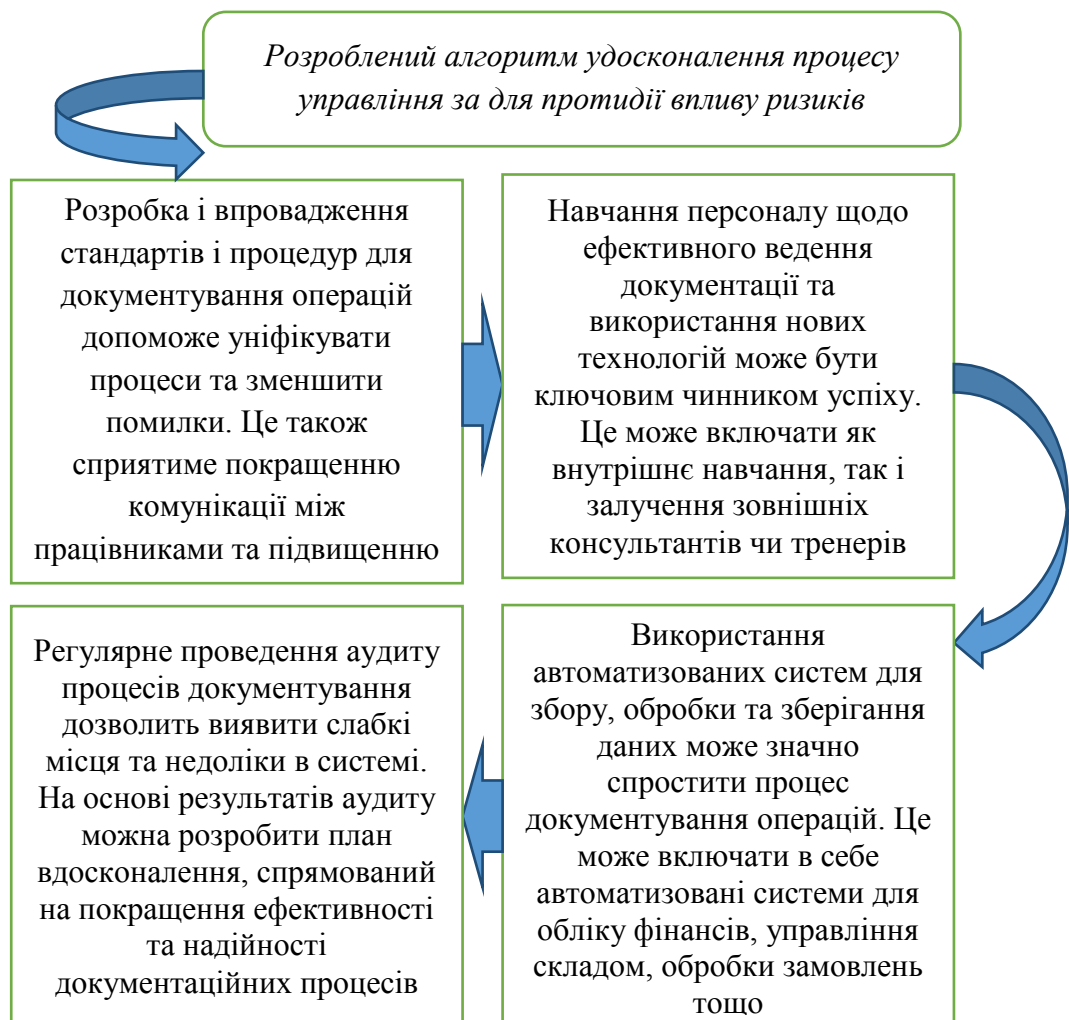 Розроблений алгоритм удосконалення процесу
управління за для протидії впливу ризиків
Розробка і впровадження
стандартів і процедур для
документування операцій
допоможе уніфікувати
процеси та зменшити
помилки. Це також
сприятиме покращенню
комунікації між
працівниками та підвищенню
Навчання персоналу щодо
ефективного ведення
документації та
використання нових
технологій може бути
ключовим чинником успіху.
Це може включати як
внутрішнє навчання, так і
залучення зовнішніх
консультантів чи тренерів
Використання
автоматизованих систем для
збору, обробки та зберігання
даних може значно
спростити процес
документування операцій. Це
може включати в себе
автоматизовані системи для
обліку фінансів, управління
складом, обробки замовлень
тощо
Регулярне проведення аудиту
процесів документування
дозволить виявити слабкі
місця та недоліки в системі.
На основі результатів аудиту
можна розробити план
вдосконалення, спрямований
на покращення ефективності
та надійності
документаційних процесів